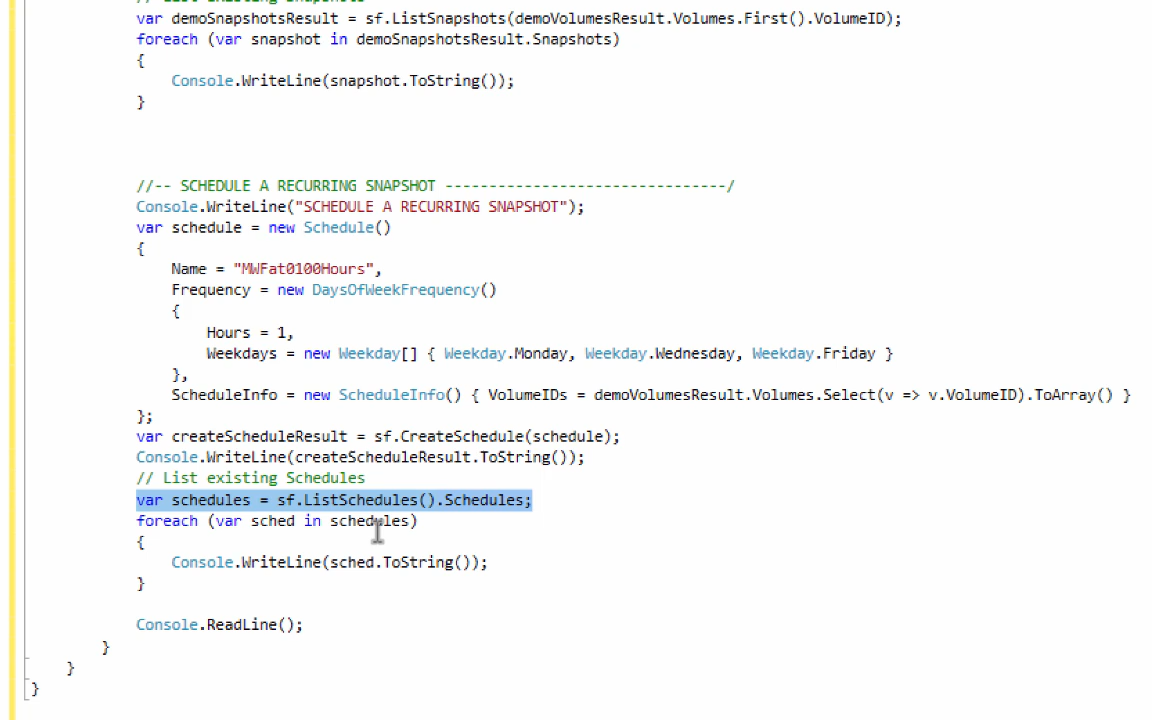 var demoSnapshotsResult = sf.ListSnapshots(demoVolumesResult.Volumes.First().VolumeID);
foreach (var snapshot in demoSnapshotsResult.Snapshots)
{
Console.WriteLine(snapshot.ToString());
}
//-- SCHEDULE A RECURRING SNAPSHOT --------------------------------/
Console.WriteLine("SCHEDULE A RECURRING SNAPSHOT");
var schedule = new Schedule()
{
Name = "MWFat0100Hours",
Frequency = new DaysOfWeekFrequency()
{
Hours = 1,
Weekdays = new Weekday[] { Weekday.Monday, Weekday.Wednesday, Weekday.Friday }
},
ScheduleInfo = new ScheduleInfo() { VolumeIDs = demoVolumesResult.Volumes.Select(v => v.VolumeID).ToArray() }
};
var createScheduleResult = sf.CreateSchedule(schedule);
Console.WriteLine(createScheduleResult.ToString());
// List existing Schedules
var schedules = sf.ListSchedules().Schedules;
foreach (var sched in schedules)
{
Console.WriteLine(sched.ToString());
}
Console.ReadLine();
}
}
}